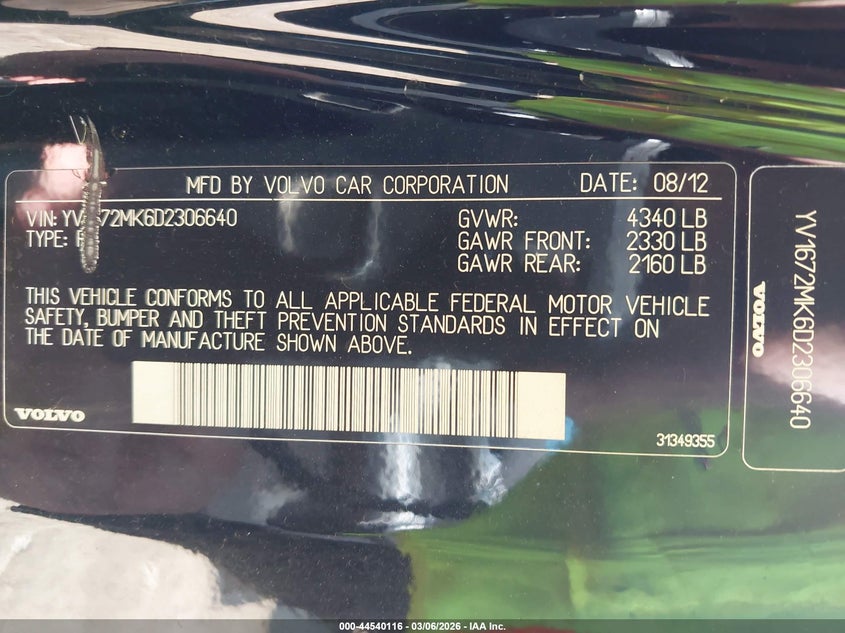 MFD BY VOLVO CAR CORPORATION DATE: 08/12
VIN: 72MK6D2306640 GVWR: 4340 LB
TYPE: GAWR FRONT: 2330 LB
GAWR REAR: 2160 LB
THIS VEHICLE CONFORMS TO ALL APPLICABLE FEDERAL MOTOR VEHICLE
SAFETY, BUMPER AND THEFT PREVENTION STANDARDS IN EFFECT ON
THE DATE OF MANUFACTURE SHOWN ABOVE.
VOLVO
31349355
VOLVO
YV1672MK6D2306640
000-44540116 - 03/06/2026 - IAA Inc.